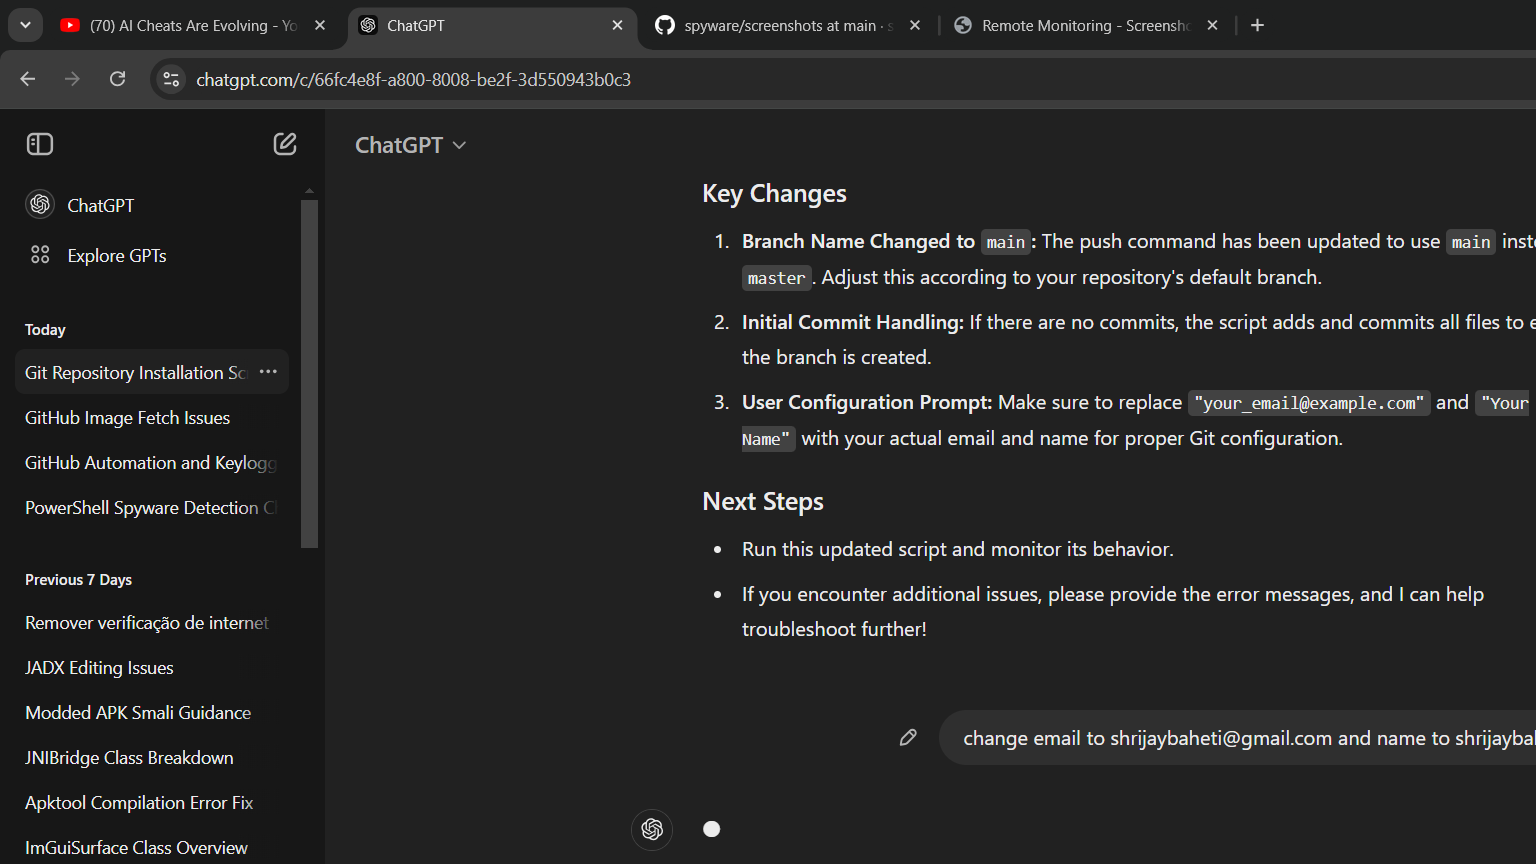 (70) AI Cheats Are Evolving - Yo
ChatGPT
spyware/screenshots at main · s
Remote Monitoring - Screensho
chatgpt.com/c/66fc4e8f-a800-8008-be2f-3d550943b0c3
ChatGPT
Explore GPTs
Today
Git Repository Installation Sc
GitHub Image Fetch Issues
GitHub Automation and Keylogg
PowerShell Spyware Detection C
Previous 7 Days
Remover verificação de internet
JADX Editing Issues
Modded APK Smali Guidance
JNIBridge Class Breakdown
Apktool Compilation Error Fix
ImGuiSurface Class Overview
ChatGPT
Key Changes
1. Branch Name Changed to main: The push command has been updated to use main inst
master. Adjust this according to your repository's default branch.
2. Initial Commit Handling: If there are no commits, the script adds and commits all files to e
the branch is created.
3. User Configuration Prompt: Make sure to replace "your_email@example.com" and "Your
Name" with your actual email and name for proper Git configuration.
Next Steps
• Run this updated script and monitor its behavior.
• If you encounter additional issues, please provide the error messages, and I can help
troubleshoot further!
change email to shrijaybaheti@gmail.com and name to shrijaybah